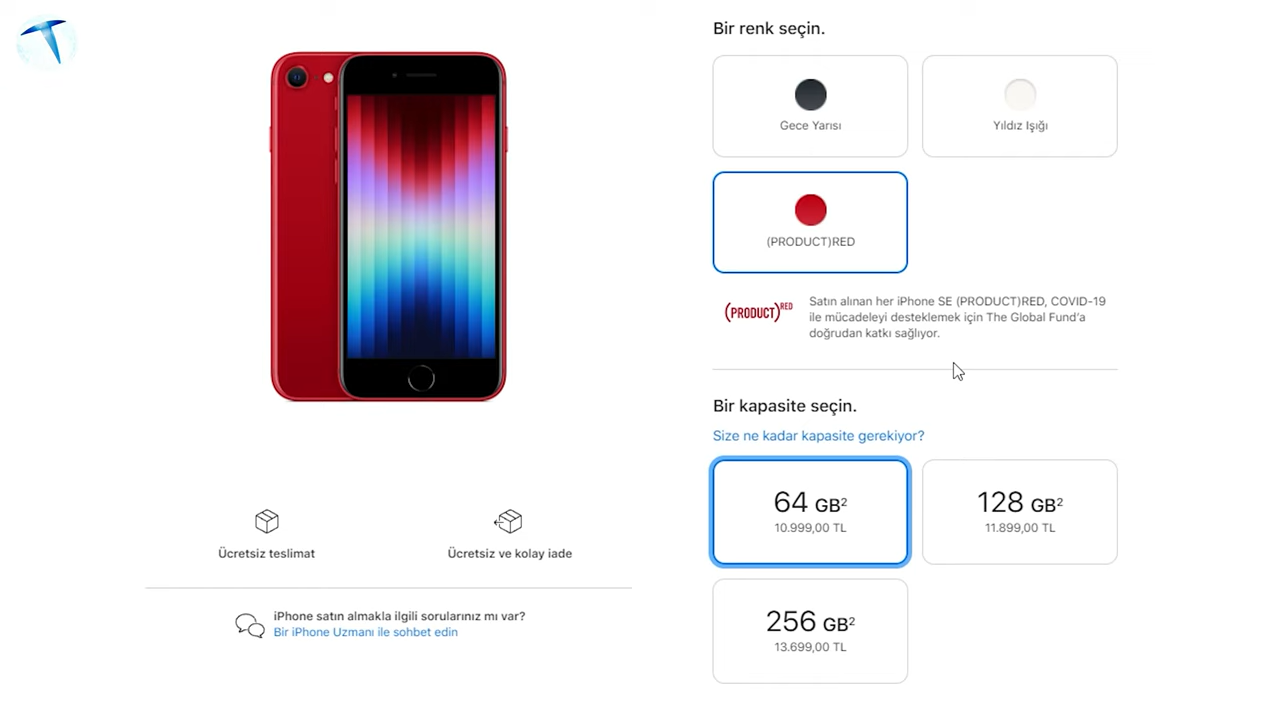 Bir renk seçin.
Gece Yarısı
Yıldız Işığı
(PRODUCT)RED
(PRODUCT)RED
Satın alınan her iPhone SE (PRODUCT)RED, COVID-19
ile mücadeleyi desteklemek için The Global Fund'a
doğrudan katkı sağlıyor.
Bir kapasite seçin.
Size ne kadar kapasite gerekiyor?
64 GB²
10.999,00 TL
128 GB²
11.899,00 TL
256 GB²
13.699,00 TL
Ücretsiz teslimat
Ücretsiz ve kolay iade
iPhone satın almakla ilgili sorularınız mı var?
Bir iPhone Uzmanı ile sohbet edin